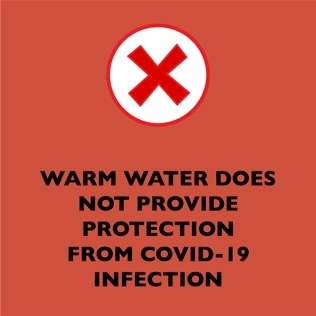 WARM WATER DOES
NOT PROVIDE
PROTECTION
FROM COVID-19
INFECTION